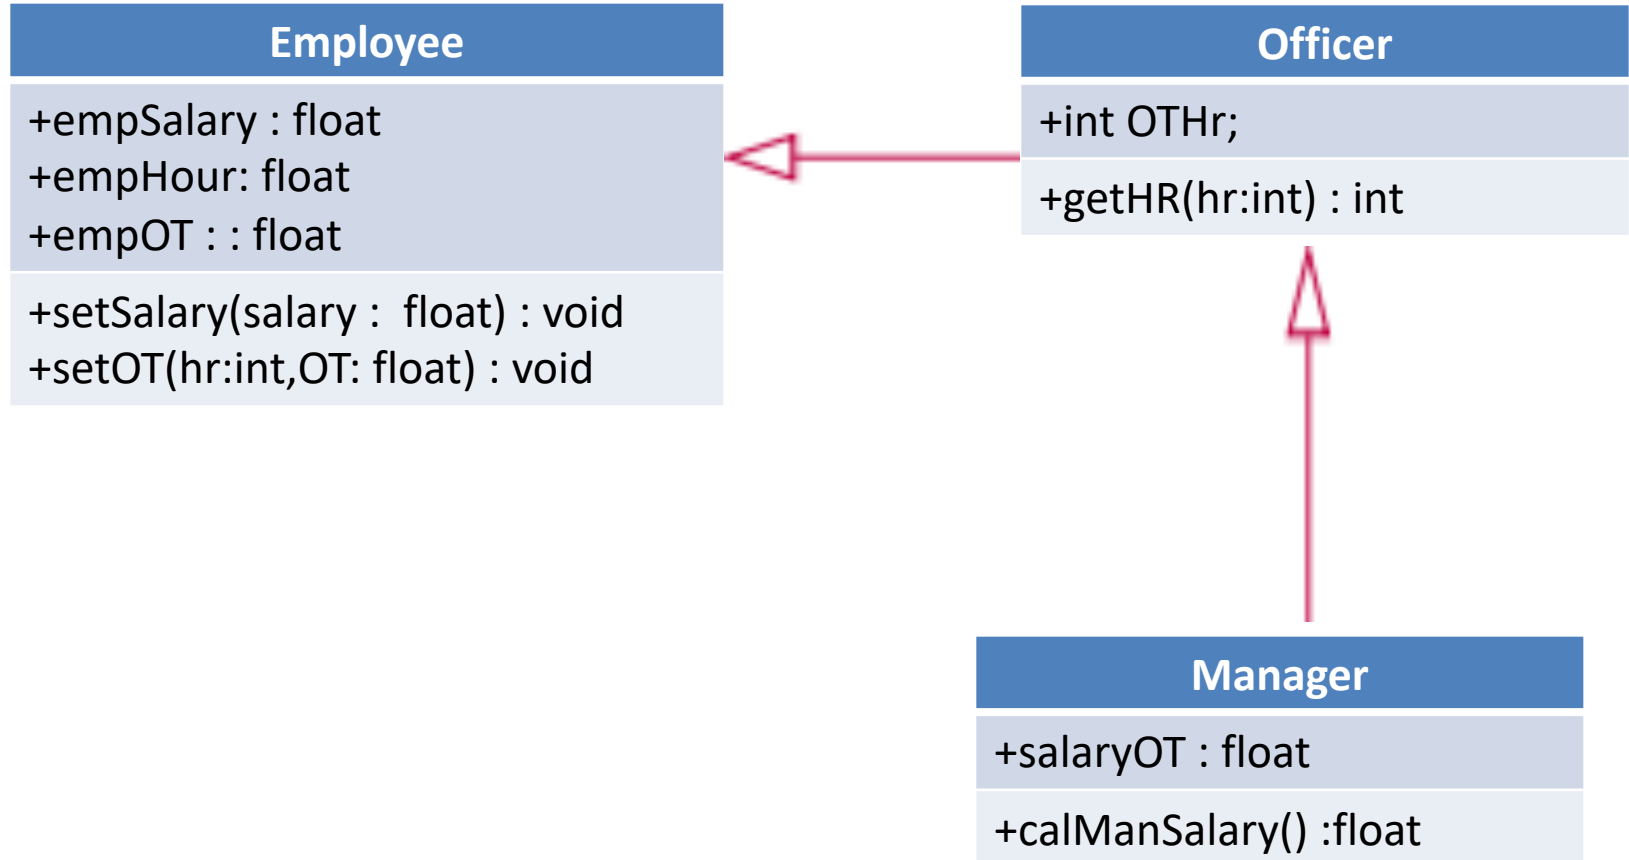 Employee
+empSalary : float
+empHour: float
+empOT : : float
+setSalary(salary :  float) : void
+setOT(hr:int,OT: float) : void
Officer
+int OTHr;
+getHR(hr:int) : int
Manager
+salaryOT : float
+calManSalary() :float